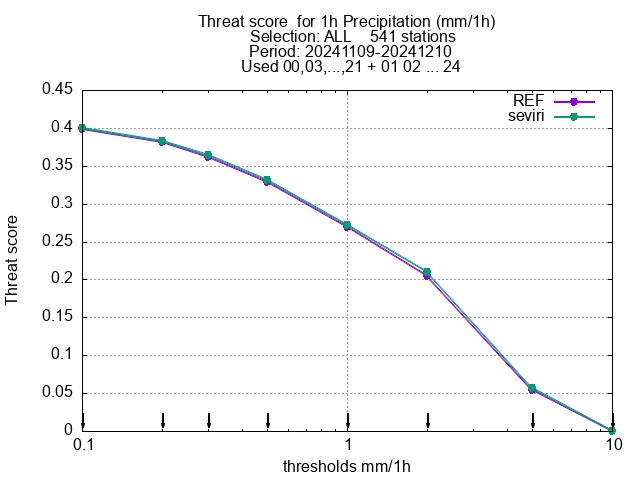 Threat score  for 1h Precipitation (mm/1h)
Selection: ALL    541 stations
Period: 20241109-20241210
Used 00,03,...,21 + 01 02 ... 24
REF
seviri
0.45
0.4
0.35
0.3
0.25
0.2
0.15
0.1
0.05
0
Threat score
0.1 1 10
thresholds mm/1h